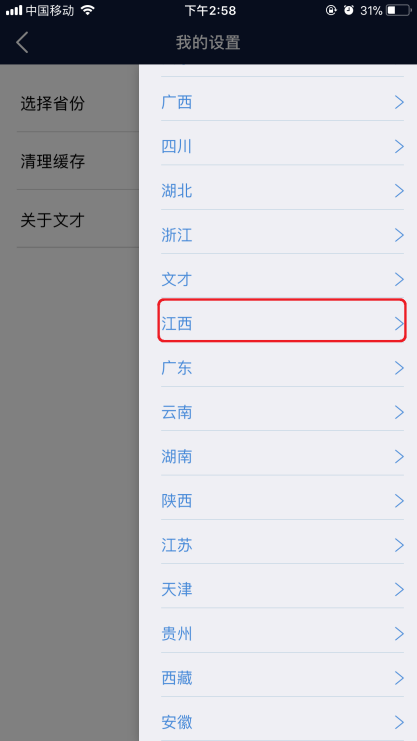 中国移动 下午2:58 31%
我的设置
选择省份
清理缓存
关于文才
广西
四川
湖北
浙江
文才
江西
广东
云南
湖南
陕西
江苏
天津
贵州
西藏
安徽